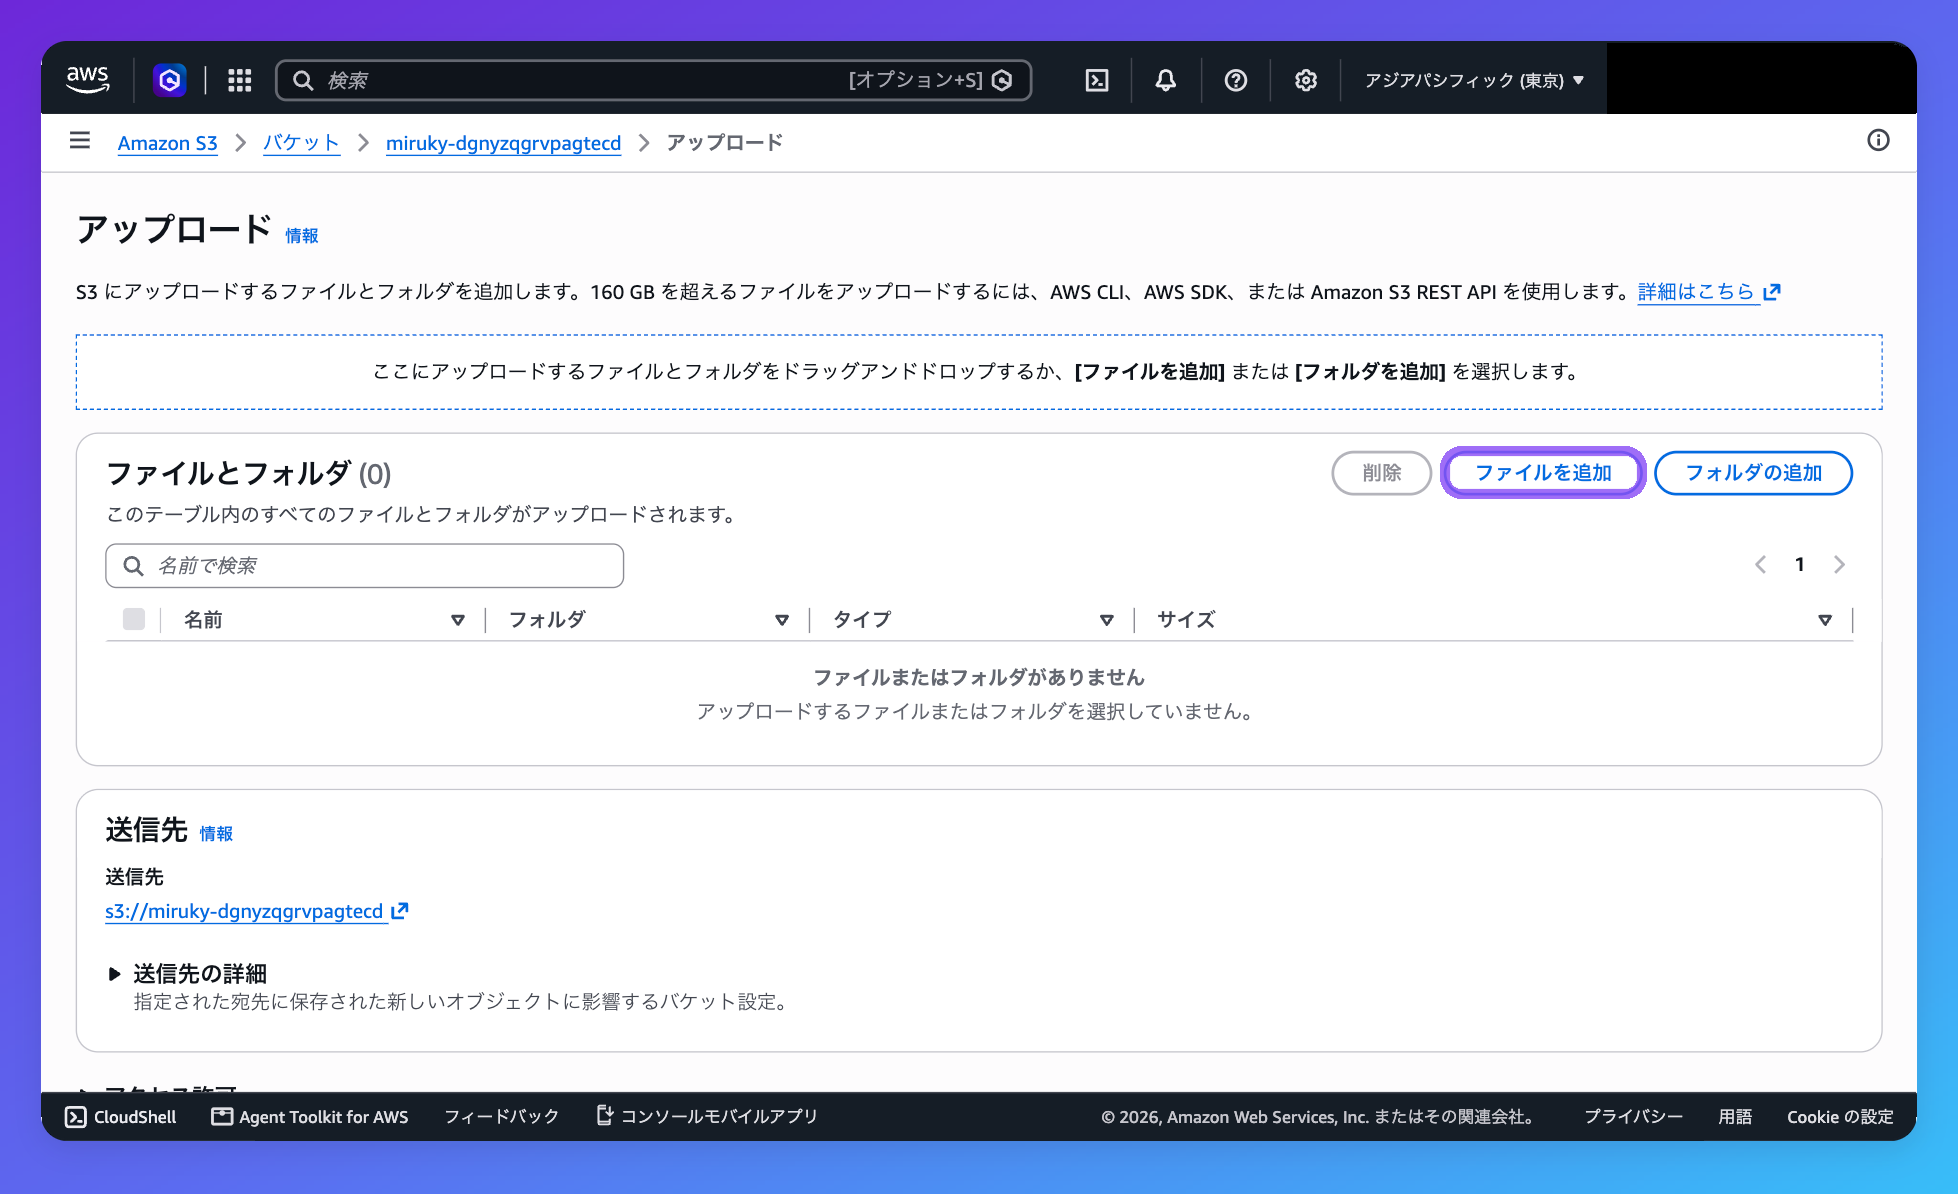 aws
検索 [オプション+S]
アジアパシフィック (東京) ▼
Amazon S3 > バケット > miruky-dgnyzqgrvpagtecd > アップロード
アップロード 情報
S3 にアップロードするファイルとフォルダを追加します。160 GB を超えるファイルをアップロードするには、AWS CLI、AWS SDK、または Amazon S3 REST API を使用します。詳細はこちら
ここにアップロードするファイルとフォルダをドラッグアンドドロップするか、[ファイルを追加] または [フォルダを追加] を選択します。
ファイルとフォルダ (0)
削除 ファイルを追加 フォルダの追加
このテーブル内のすべてのファイルとフォルダがアップロードされます。
名前で検索
1
名前 フォルダ タイプ サイズ
ファイルまたはフォルダがありません
アップロードするファイルまたはフォルダを選択していません。
送信先 情報
送信先
s3://miruky-dgnyzqgrvpagtecd
送信先の詳細
指定された宛先に保存された新しいオブジェクトに影響するバケット設定。
アクセス許可
CloudShell Agent Toolkit for AWS フィードバック コンソールモバイルアプリ © 2026, Amazon Web Services, Inc. またはその関連会社。 プライバシー 用語 Cookie の設定